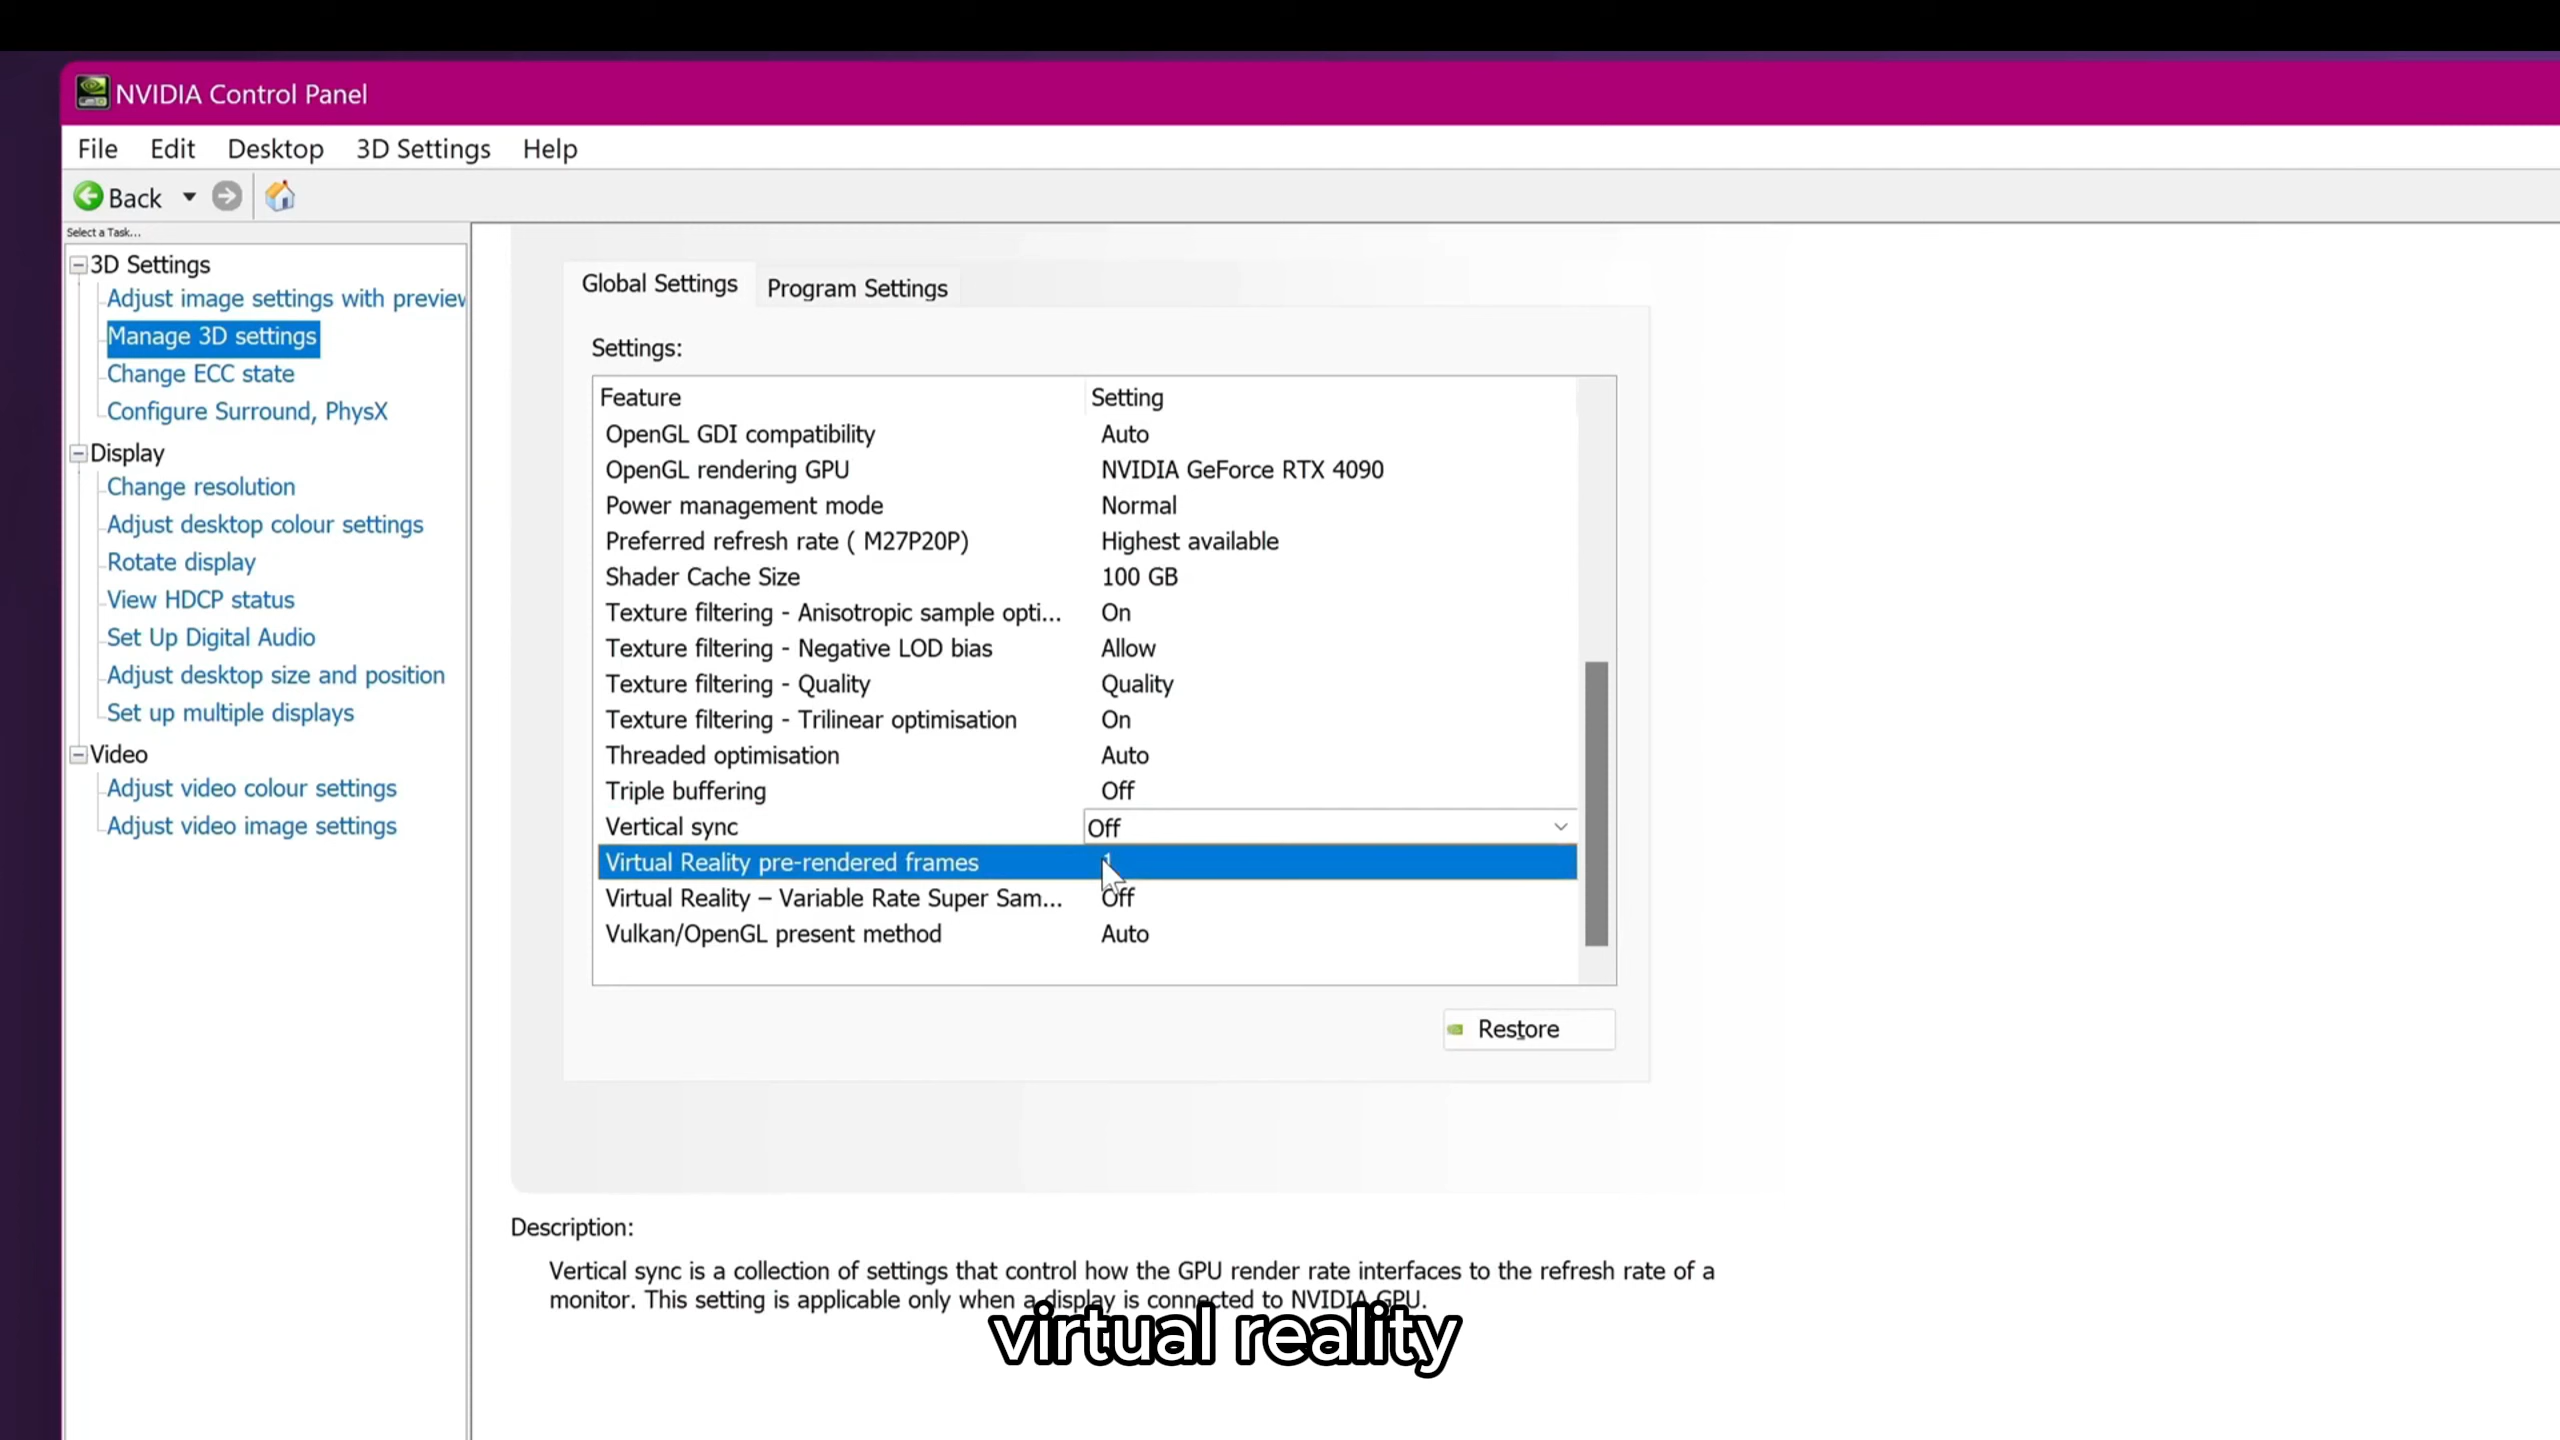 NVIDIA Control Panel
File Edit Desktop 3D Settings Help
Back
Select a Task...
3D Settings
Adjust image settings with preview
Manage 3D settings
Change ECC state
Configure Surround, PhysX
Display
Change resolution
Adjust desktop colour settings
Rotate display
View HDCP status
Set Up Digital Audio
Adjust desktop size and position
Set up multiple displays
Video
Adjust video colour settings
Adjust video image settings
Global Settings Program Settings
Settings:
Feature Setting
OpenGL GDI compatibility Auto
OpenGL rendering GPU NVIDIA GeForce RTX 4090
Power management mode Normal
Preferred refresh rate ( M27P20P) Highest available
Shader Cache Size 100 GB
Texture filtering - Anisotropic sample opti... On
Texture filtering - Negative LOD bias Allow
Texture filtering - Quality Quality
Texture filtering - Trilinear optimisation On
Threaded optimisation Auto
Triple buffering Off
Vertical sync Off
Virtual Reality pre-rendered frames 1
Virtual Reality – Variable Rate Super Sam... Off
Vulkan/OpenGL present method Auto
Restore
Description:
Vertical sync is a collection of settings that control how the GPU render rate interfaces to the refresh rate of a
monitor. This setting is applicable only when a display is connected to NVIDIA GPU.
virtual reality